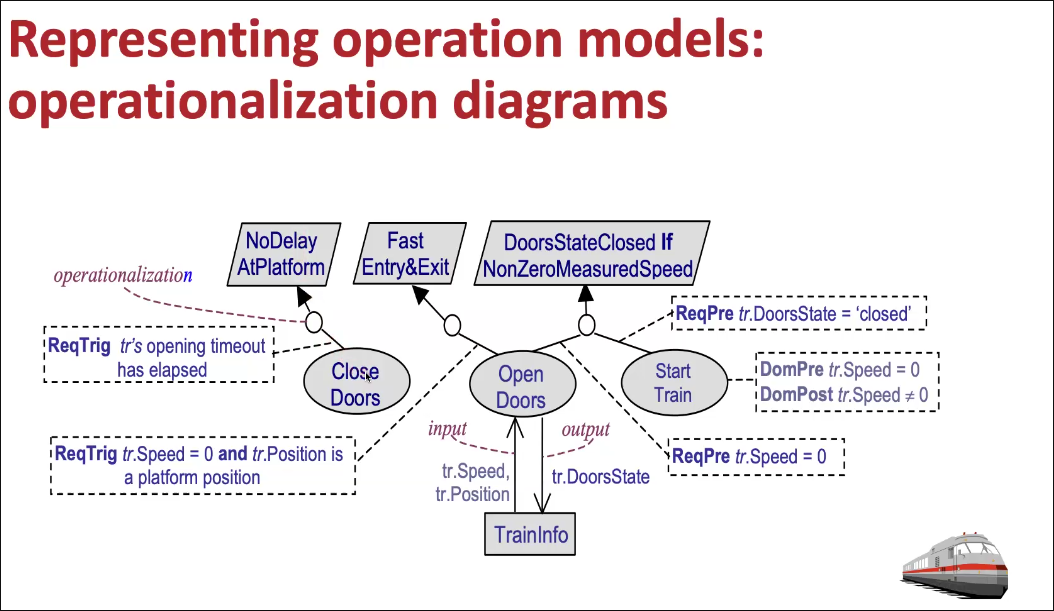 Representing operation models:
operationalization diagrams
NoDelay
AtPlatform
Fast
Entry&Exit
DoorsStateClosed If
NonZeroMeasuredSpeed
operationalization
ReqPre tr.DoorsState = ‘closed’
ReqTrig tr’s opening timeout
has elapsed
Close
Doors
Open
Doors
Start
Train
DomPre tr.Speed = 0
DomPost tr.Speed ≠ 0
input
output
ReqTrig tr.Speed = 0 and tr.Position is
a platform position
ReqPre tr.Speed = 0
tr.Speed,
tr.Position
tr.DoorsState
TrainInfo